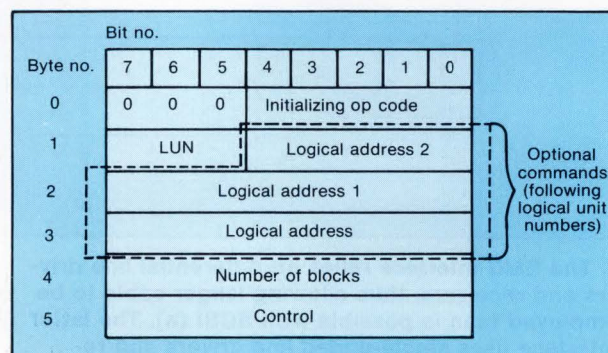 Bit no.
Byte no. 7 6 5 4 3 2 1 0
0 0 0 0 Initializing op code
1 LUN Logical address 2
2 Logical address 1
3 Logical address
4 Number of blocks
5 Control
Optional
commands
(following
logical unit
numbers)